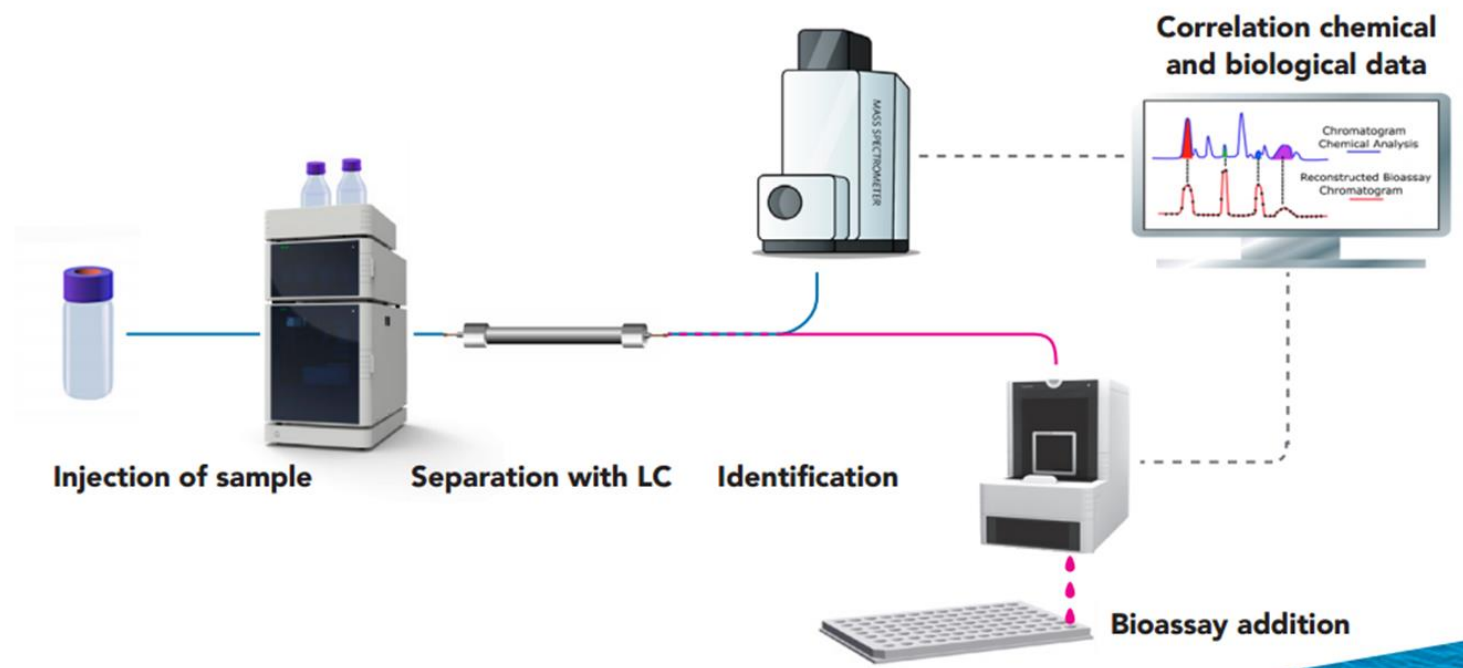 Correlation chemical
and biological data
MASS SPECTROMETER
Chromatogram
Chemical Analysis
Reconstructed Bioassay
Chromatogram
Injection of sample
Separation with LC
Identification
Bioassay addition